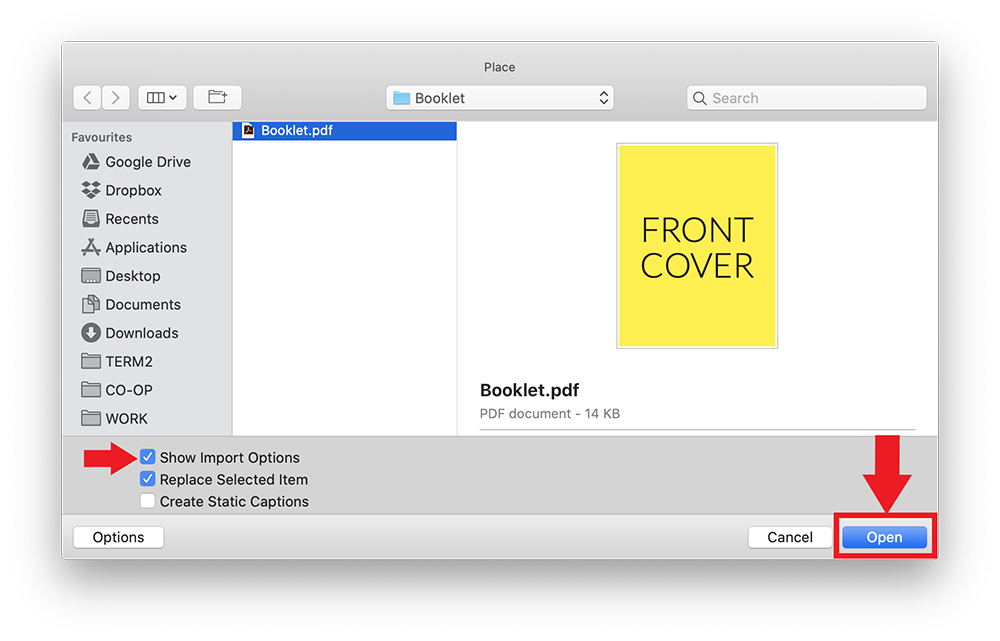 Place
Booklet
Search
Favourites
Google Drive
Dropbox
Recents
Applications
Desktop
Documents
Downloads
TERM2
CO-OP
WORK
Booklet.pdf
FRONT
COVER
Booklet.pdf
PDF document - 14 KB
Show Import Options
Replace Selected Item
Create Static Captions
Options
Cancel
Open